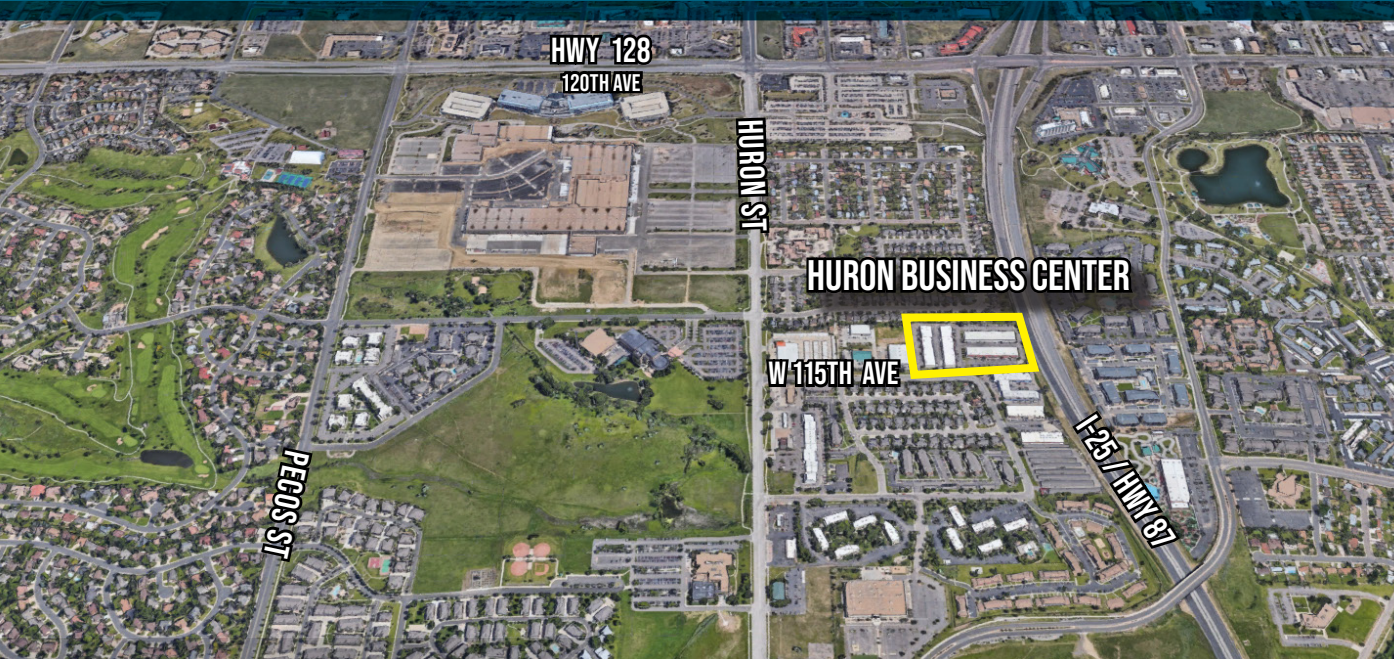 HWY 128
120TH AVE
HURON ST
HURON BUSINESS CENTER
W 115TH AVE
I-25 / HWY 87
PECOS ST